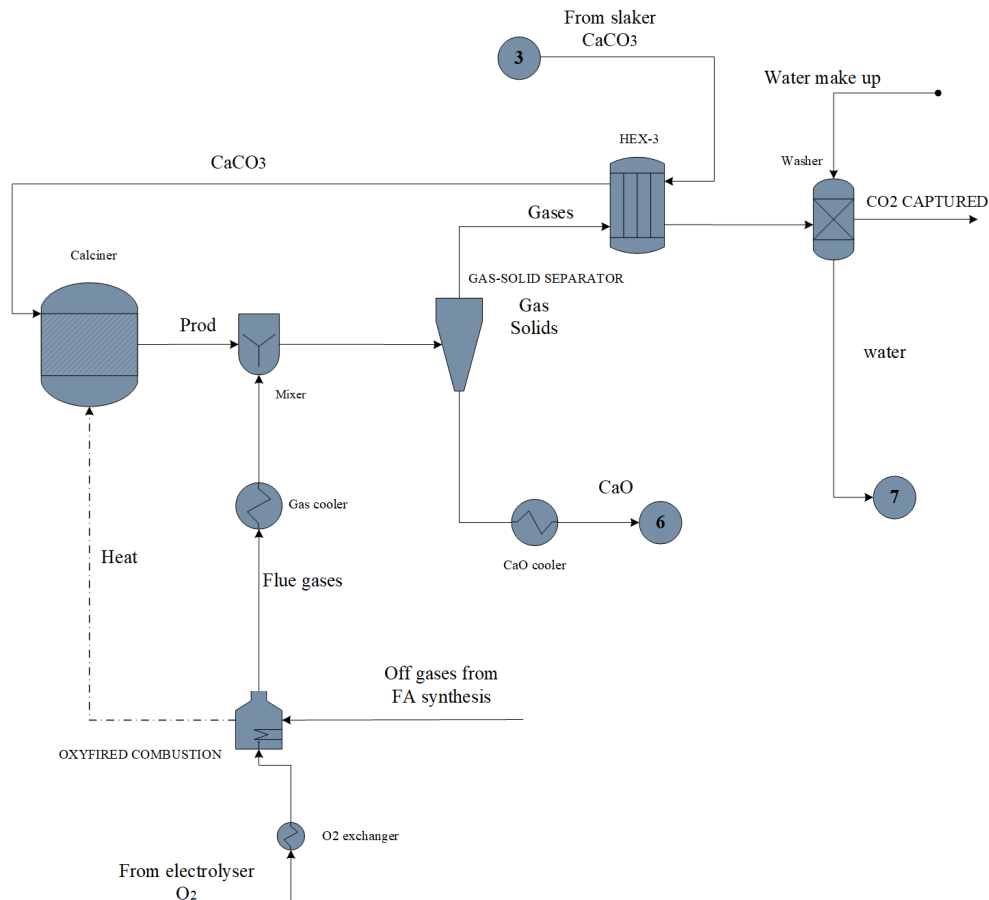 From slaker
CaCO3
3
Water make up
HEX-3
Washer
CaCO3
CO2 CAPTURED
Gases
Calciner
GAS-SOLID SEPARATOR
Gas
Solids
Prod
water
Mixer
CaO
Gas cooler
7
6
Heat
CaO cooler
Flue gases
Off gases from
FA synthesis
OXYFIRED COMBUSTION
O2 exchanger
From electrolyser
O2